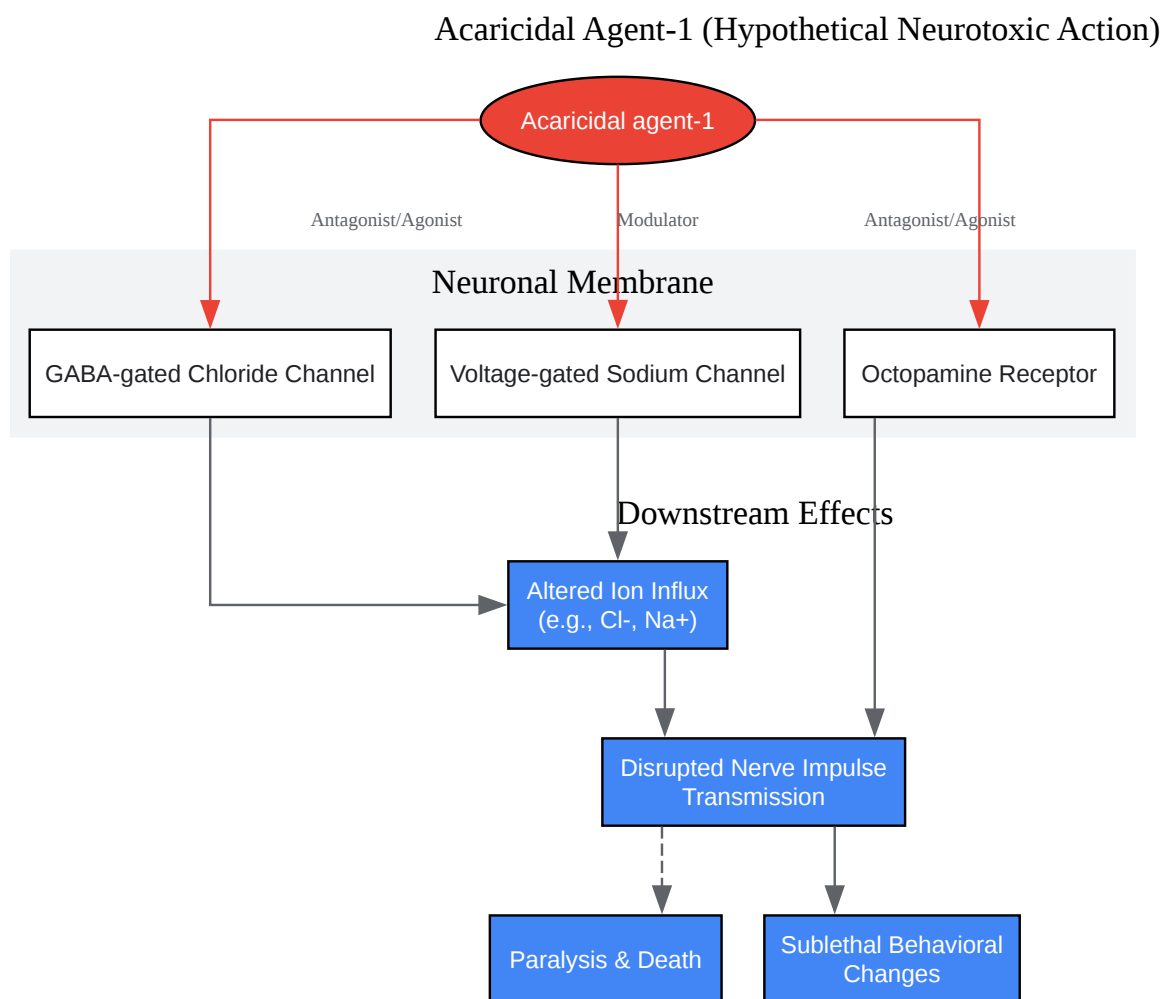 Acaricidal Agent-1 (Hypothetical Neurotoxic Action)
Acaricidal agent-1
Antagonist/Agonist
Modulator
Antagonist/Agonist
Neuronal Membrane
GABA-gated Chloride Channel
Voltage-gated Sodium Channel
Octopamine Receptor
Downstream Effects
Altered Ion Influx
(e.g., Cl-, Na+)
Disrupted Nerve Impulse
Transmission
Paralysis & Death
Sublethal Behavioral
Changes